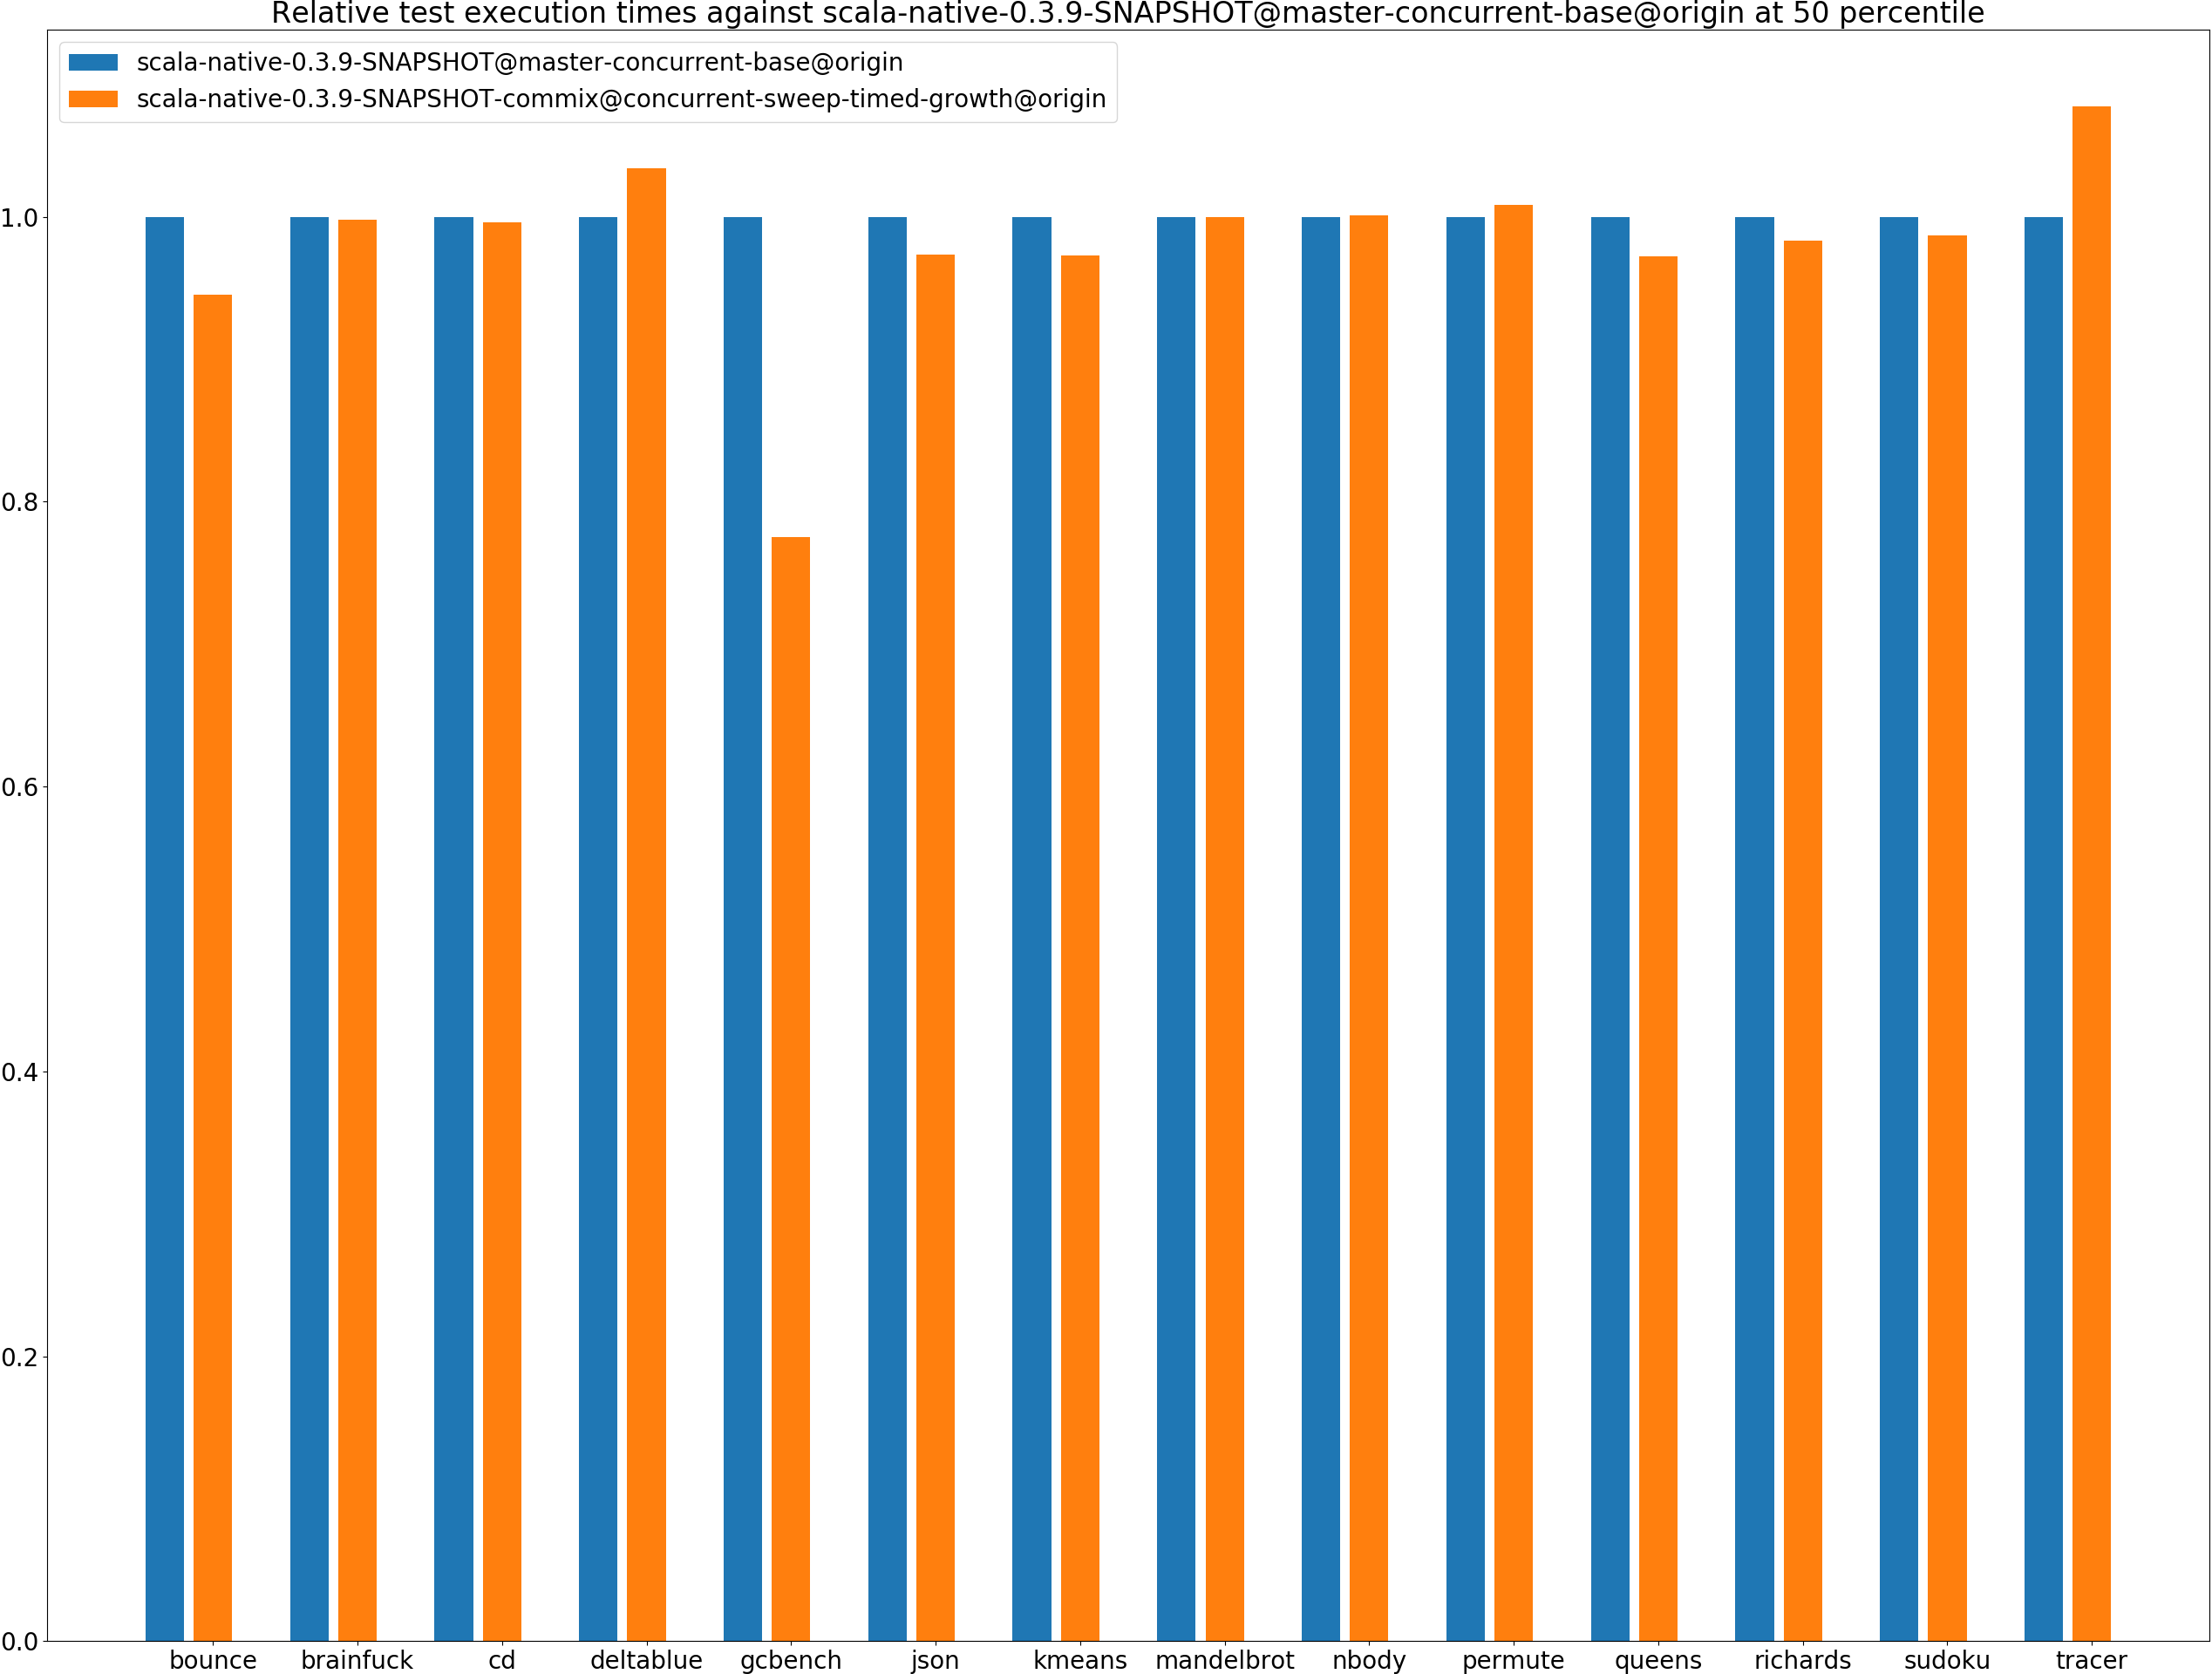 Relative test execution times against scala-native-0.3.9-SNAPSHOT@master-concurrent-base@origin at 50 percentile
scala-native-0.3.9-SNAPSHOT@master-concurrent-base@origin
scala-native-0.3.9-SNAPSHOT-commix@concurrent-sweep-timed-growth@origin
1.0
0.8
0.6
0.4
0.2
0.0
bounce brainfuck cd deltablue gcbench json kmeans mandelbrot nbody permute queens richards sudoku tracer